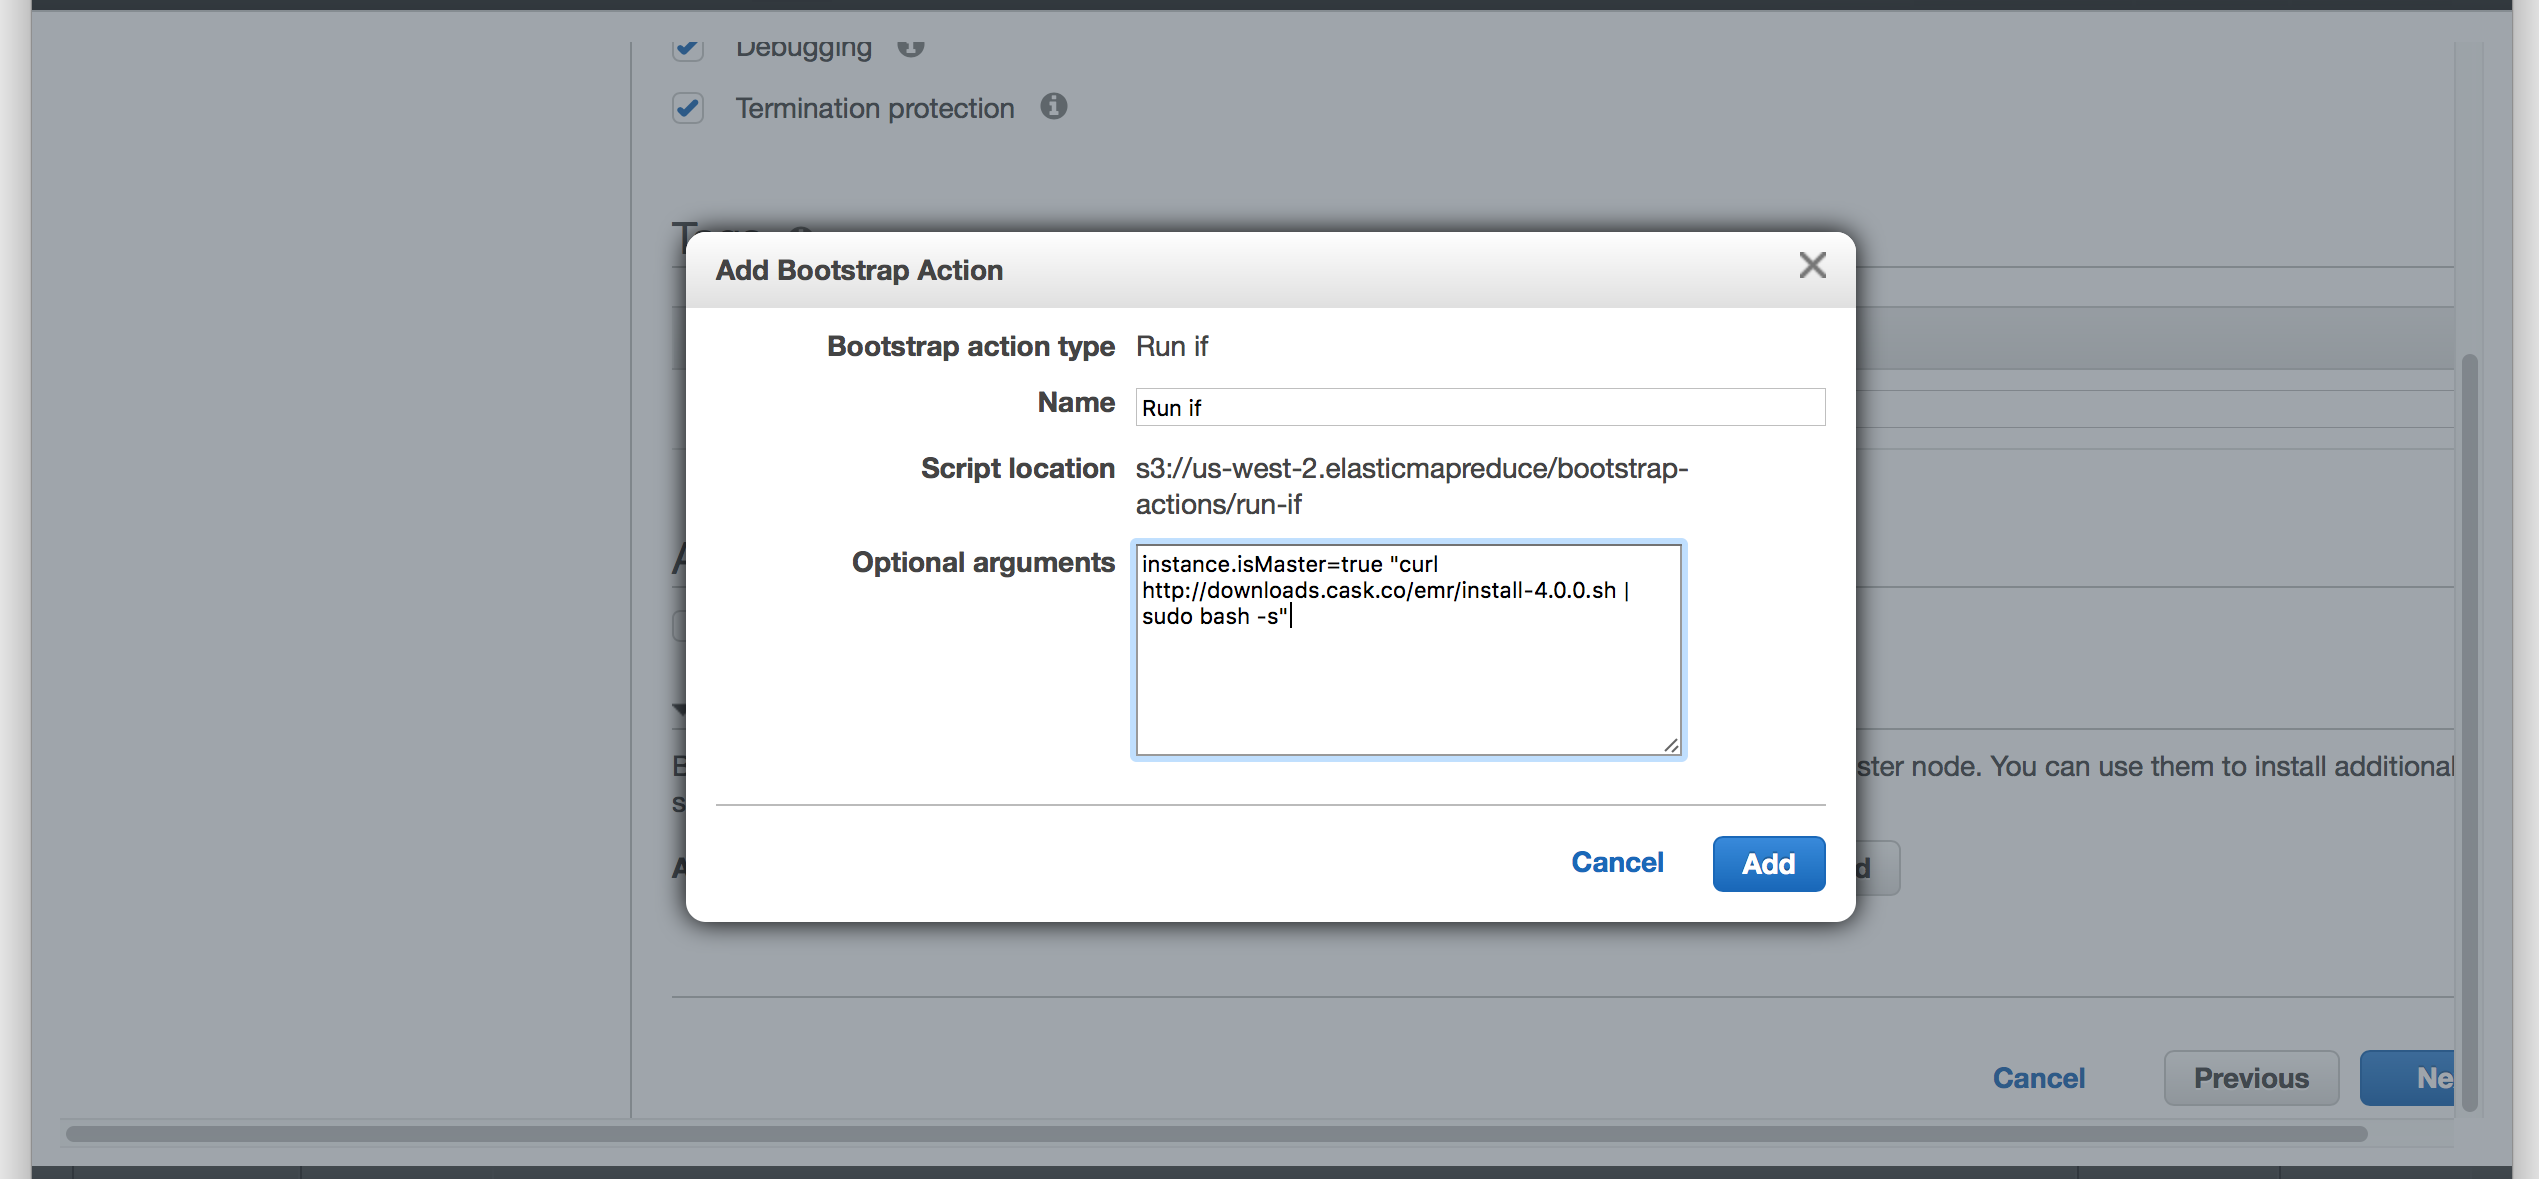 Debugging
Termination protection
Tags
Add Bootstrap Action
Bootstrap action type Run if
Name Run if
Script location s3://us-west-2.elasticmapreduce/bootstrap-
actions/run-if
Optional arguments instance.isMaster=true "curl
http://downloads.cask.co/emr/install-4.0.0.sh |
sudo bash -s"
ster node. You can use them to install additional
Cancel Add
Cancel Previous Ne